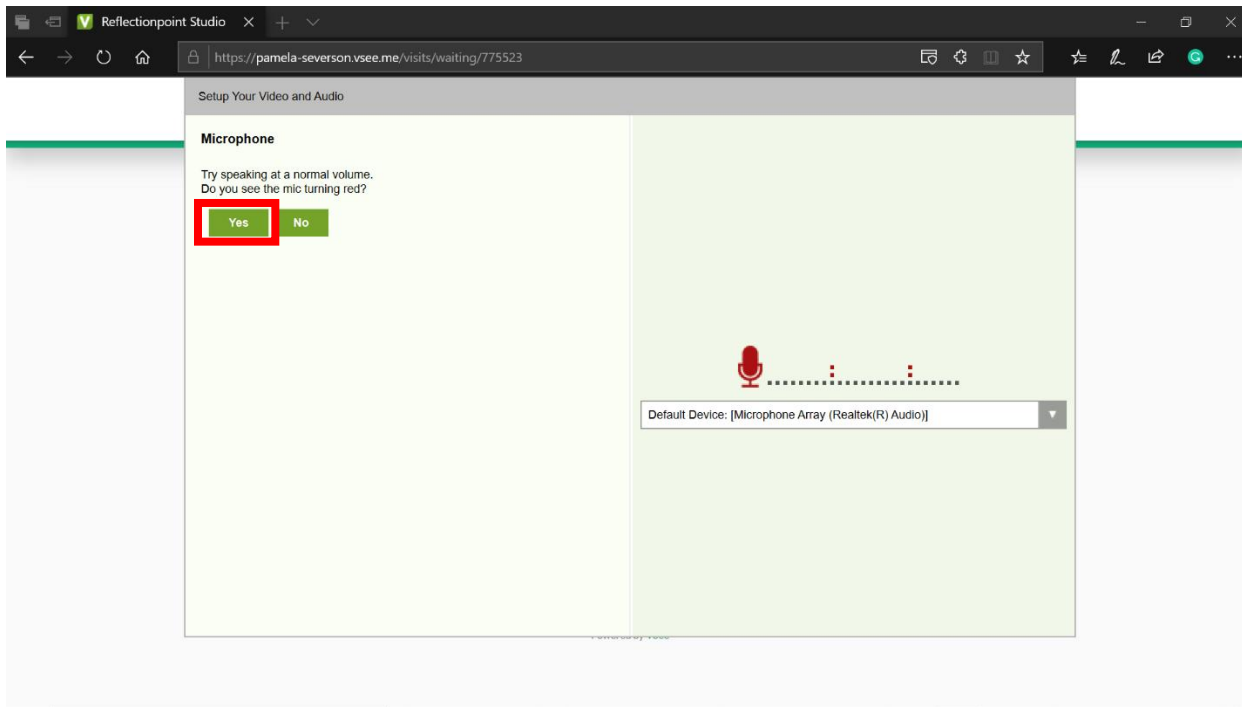 Reflectionpoint Studio
https://pamela-severson.vsee.me/visits/waiting/775523
Setup Your Video and Audio
Microphone
Try speaking at a normal volume.
Do you see the mic turning red?
Yes No
Default Device: [Microphone Array (Realtek(R) Audio)]